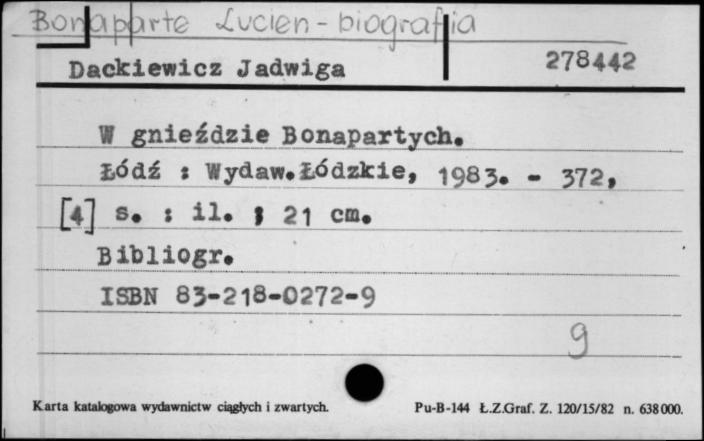 Bonaparte Lucien - biografia
Dackiewicz Jadwiga 278442
W gnieździe Bonapartych.
Łódź : Wydaw.Łódzkie, 1983. - 372,
[4] s. : il. ; 21 cm.
Bibliogr.
ISBN 83-218-0272-9
g
Karta katalogowa wydawnictw ciągłych i zwartych. Pu-B-144 Ł.Z.Graf. Z. 120/15/82 n. 638000.